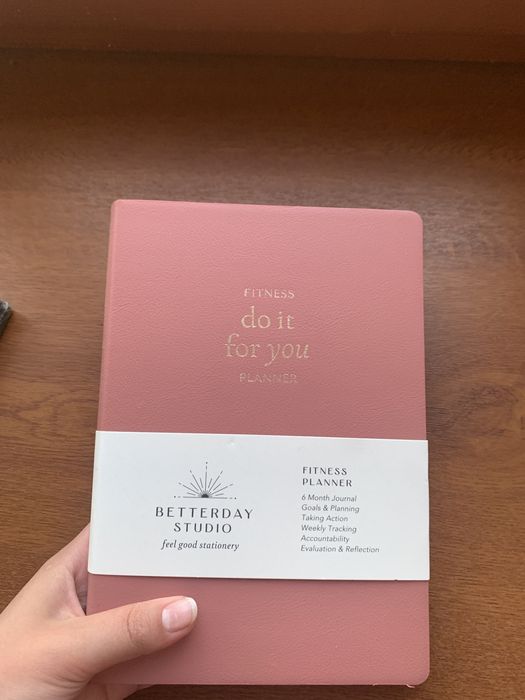 FITNESS
do it
for you
PLANNER
BETTERDAY
STUDIO
feel good stationery
FITNESS
PLANNER
6 Month Journal
Goals & Planning
Taking Action
Weekly Tracking
Accountability
Evaluation & Reflection